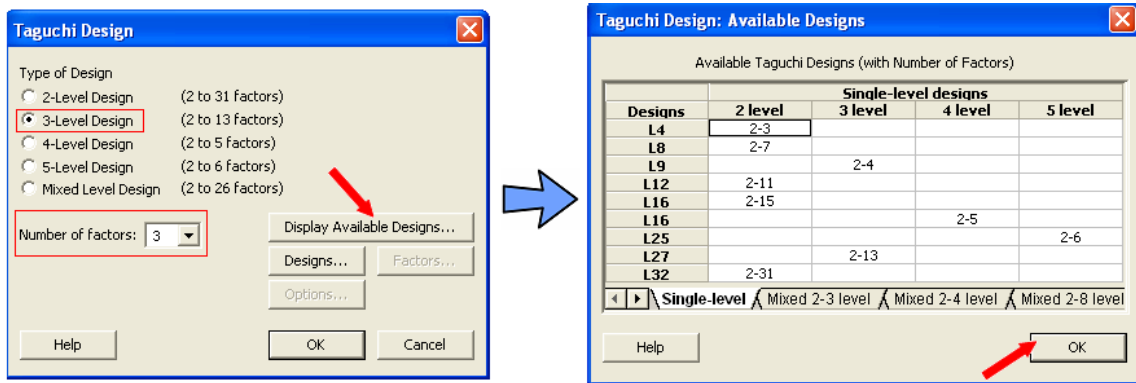 Taguchi Design
Type of Design
2-Level Design (2 to 31 factors)
3-Level Design (2 to 13 factors)
4-Level Design (2 to 5 factors)
5-Level Design (2 to 6 factors)
Mixed Level Design (2 to 26 factors)
Number of factors: 3
Display Available Designs...
Designs... Factors...
Options...
Help OK Cancel
Taguchi Design: Available Designs
Available Taguchi Designs (with Number of Factors)
Single-level designs
Designs 2 level 3 level 4 level 5 level
L4 2-3
L8 2-7
L9 2-4
L12 2-11
L16 2-15
L16 2-5
L25 2-6
L27 2-13
L32 2-31
Single-level Mixed 2-3 level Mixed 2-4 level Mixed 2-8 level
Help OK